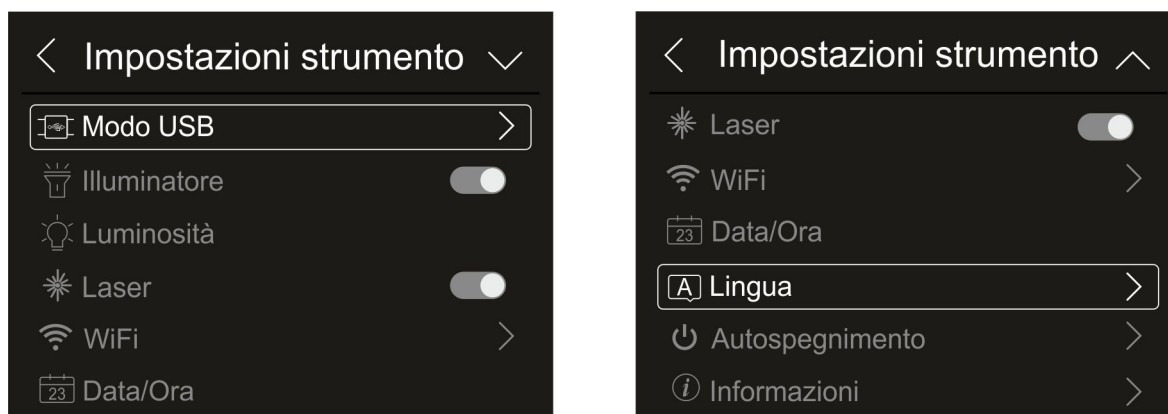 Impostazioni strumento
Modo USB
Illuminatore
Luminosità
Laser
WiFi
23 Data/Ora
Impostazioni strumento
Laser
WiFi
23 Data/Ora
A Lingua
Autospegnimento
i Informazioni